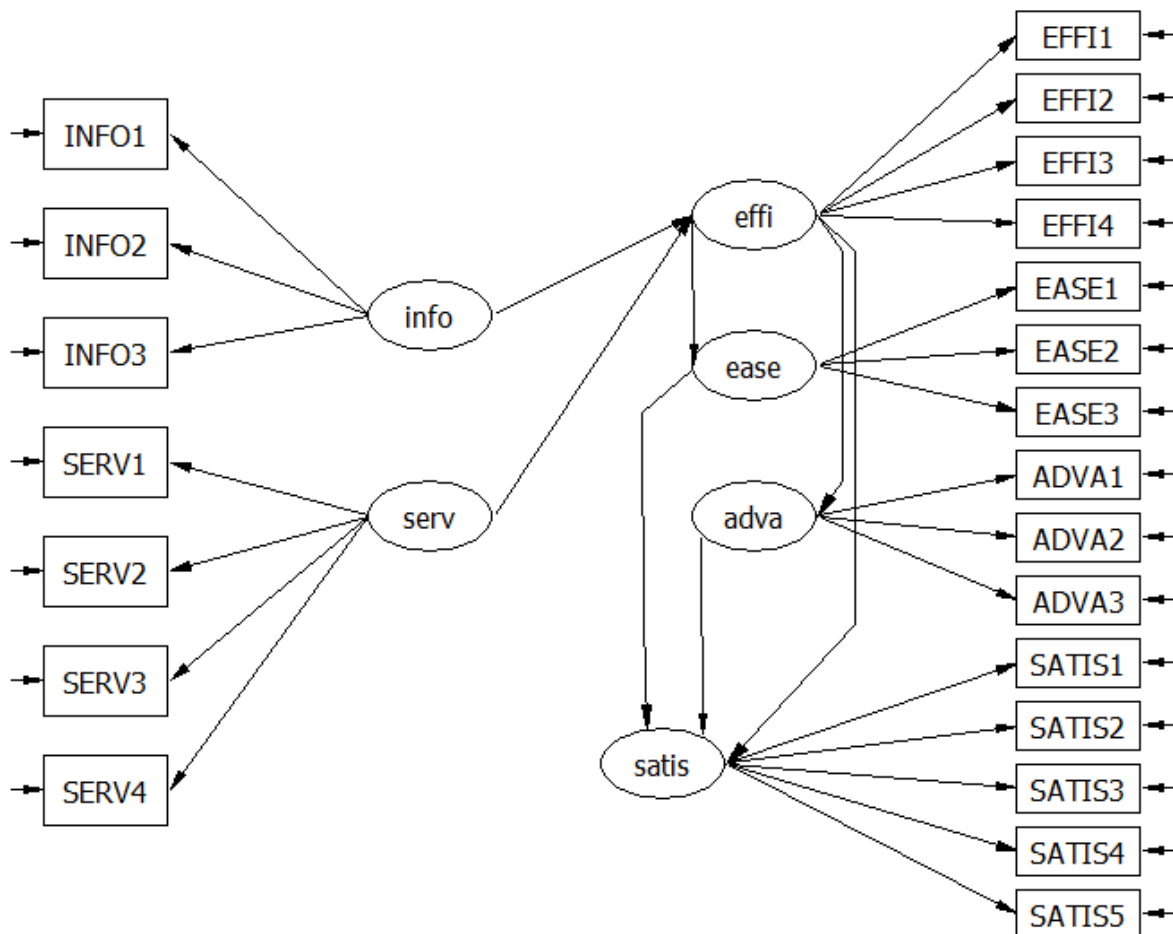 INFO1
INFO2
INFO3
SERV1
SERV2
SERV3
SERV4
info
serv
effi
ease
adva
satis
EFFI1
EFFI2
EFFI3
EFFI4
EASE1
EASE2
EASE3
ADVA1
ADVA2
ADVA3
SATIS1
SATIS2
SATIS3
SATIS4
SATIS5